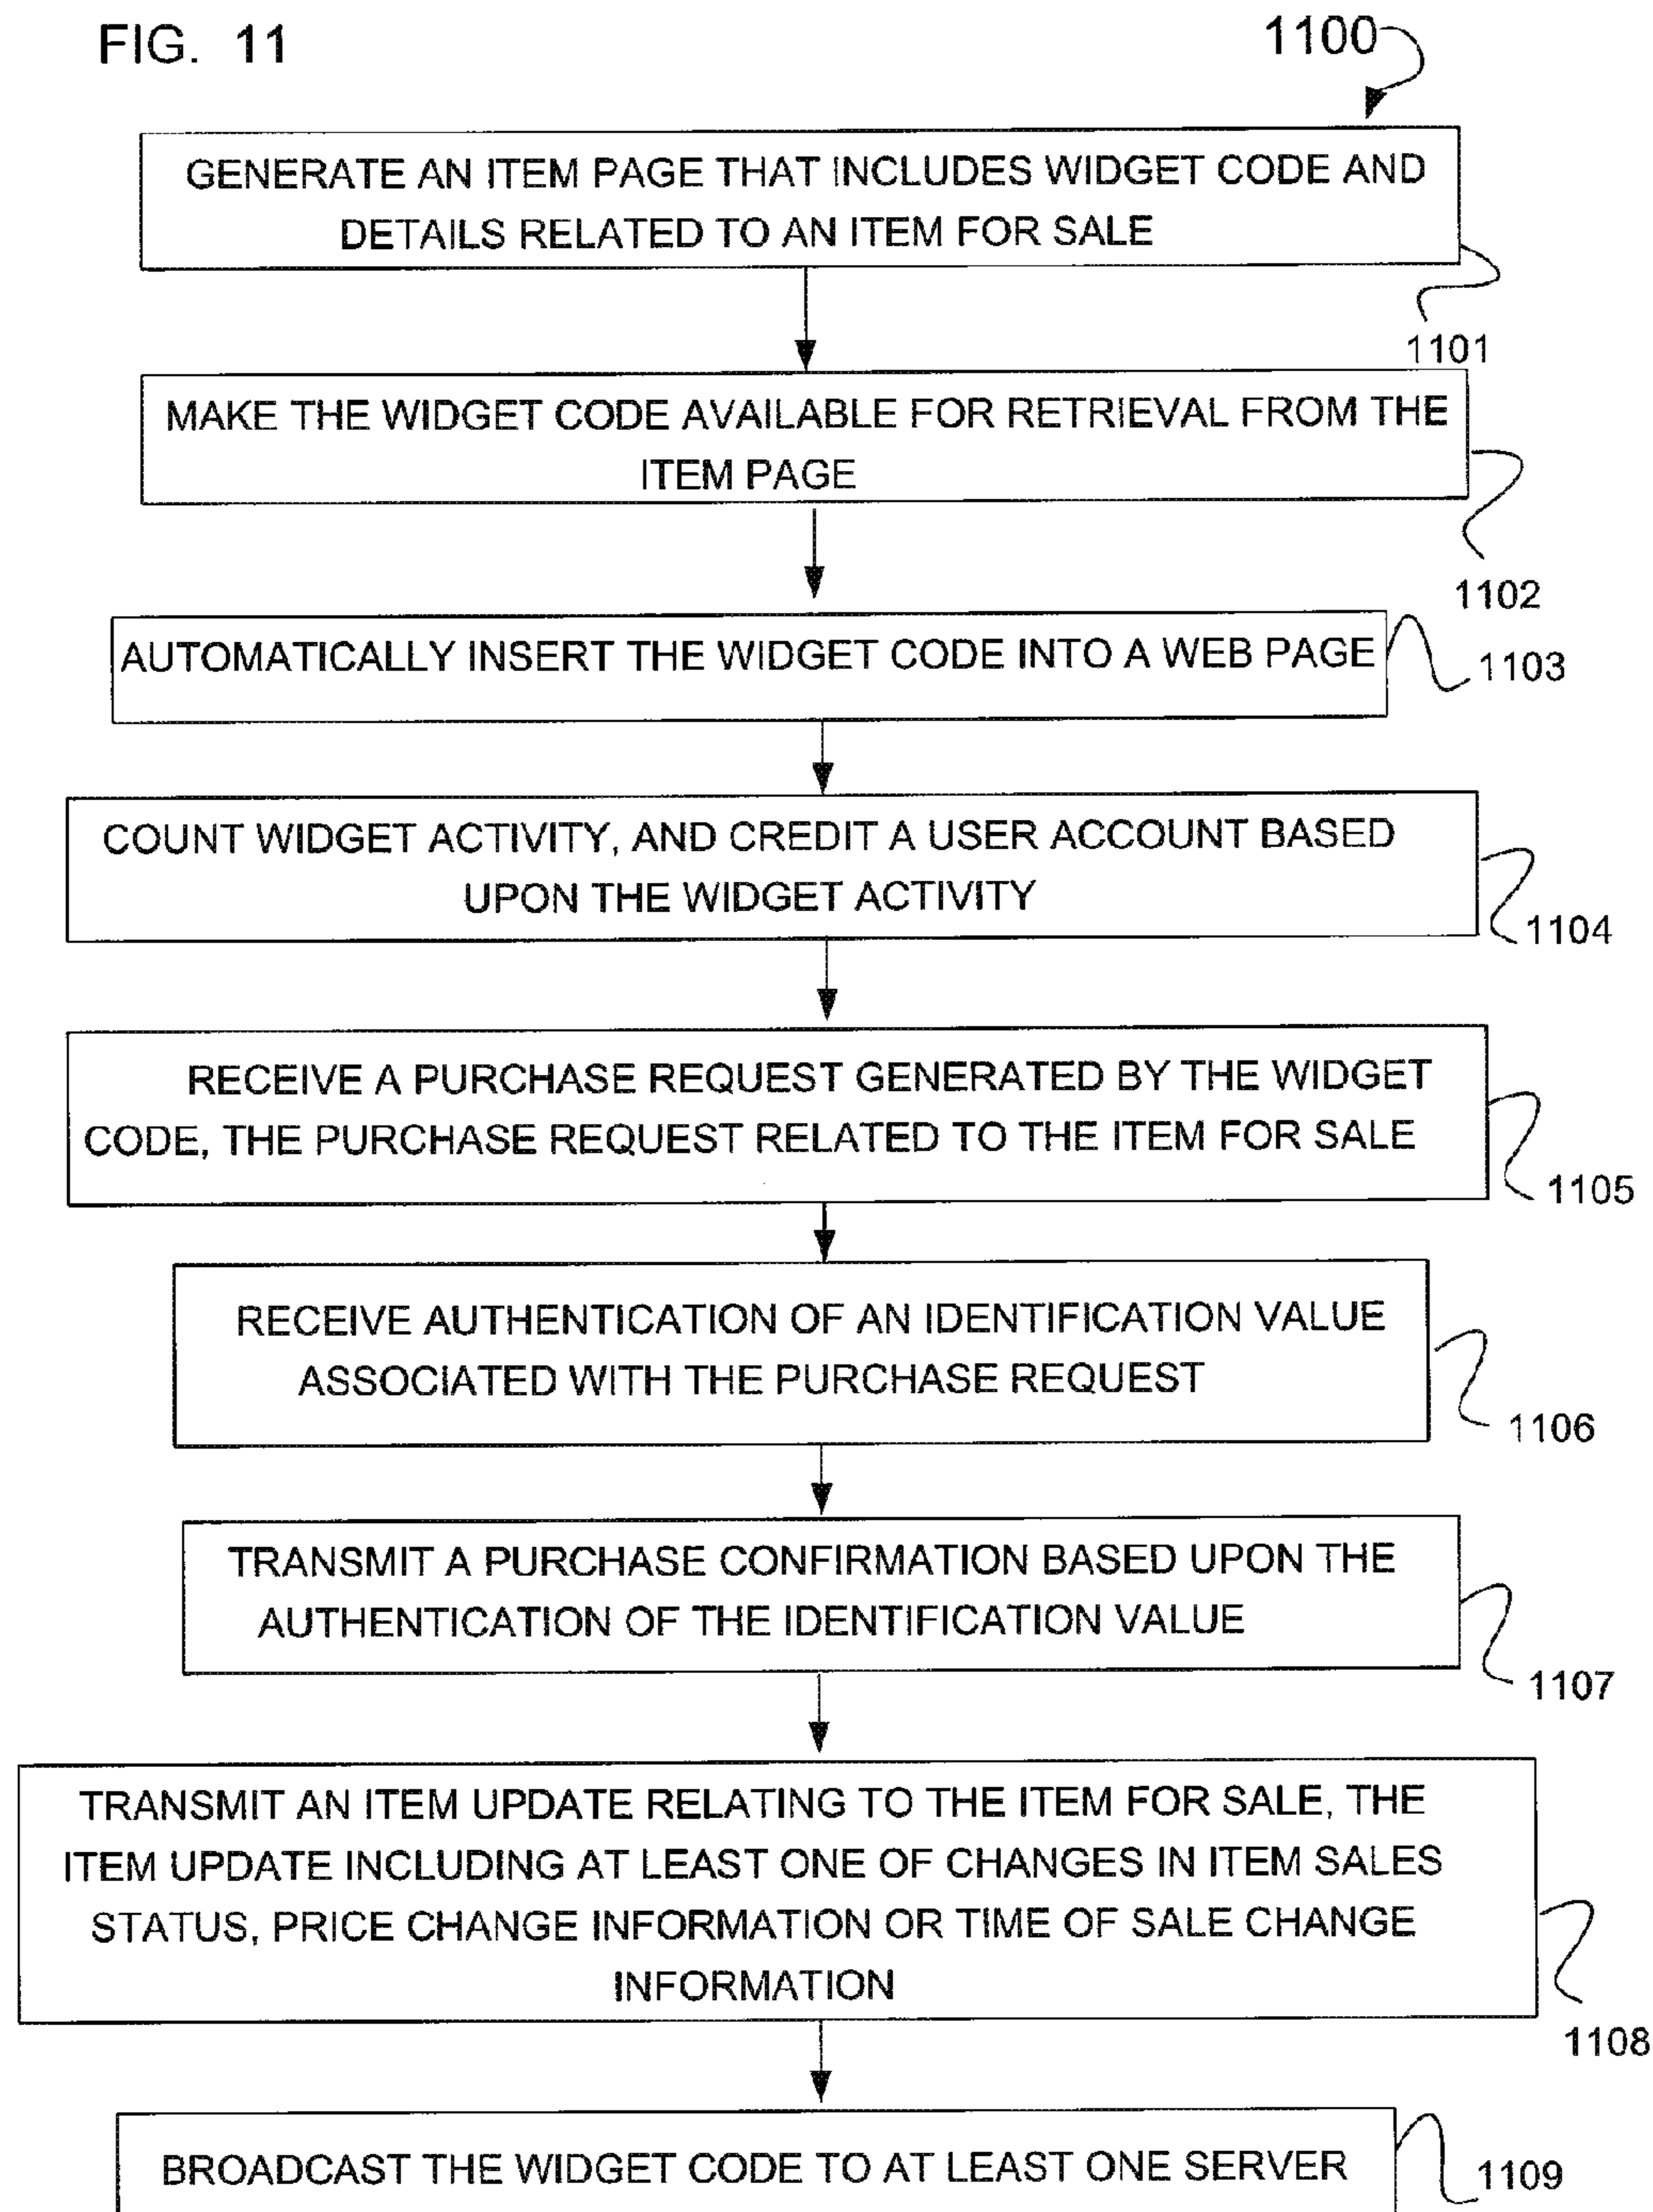 FIG. 11
1100
GENERATE AN ITEM PAGE THAT INCLUDES WIDGET CODE AND
DETAILS RELATED TO AN ITEM FOR SALE
1101
MAKE THE WIDGET CODE AVAILABLE FOR RETRIEVAL FROM THE
ITEM PAGE
1102
AUTOMATICALLY INSERT THE WIDGET CODE INTO A WEB PAGE
1103
COUNT WIDGET ACTIVITY, AND CREDIT A USER ACCOUNT BASED
UPON THE WIDGET ACTIVITY
1104
RECEIVE A PURCHASE REQUEST GENERATED BY THE WIDGET
CODE, THE PURCHASE REQUEST RELATED TO THE ITEM FOR SALE
1105
RECEIVE AUTHENTICATION OF AN IDENTIFICATION VALUE
ASSOCIATED WITH THE PURCHASE REQUEST
1106
TRANSMIT A PURCHASE CONFIRMATION BASED UPON THE
AUTHENTICATION OF THE IDENTIFICATION VALUE
1107
TRANSMIT AN ITEM UPDATE RELATING TO THE ITEM FOR SALE, THE
ITEM UPDATE INCLUDING AT LEAST ONE OF CHANGES IN ITEM SALES
STATUS, PRICE CHANGE INFORMATION OR TIME OF SALE CHANGE
INFORMATION
1108
BROADCAST THE WIDGET CODE TO AT LEAST ONE SERVER
1109